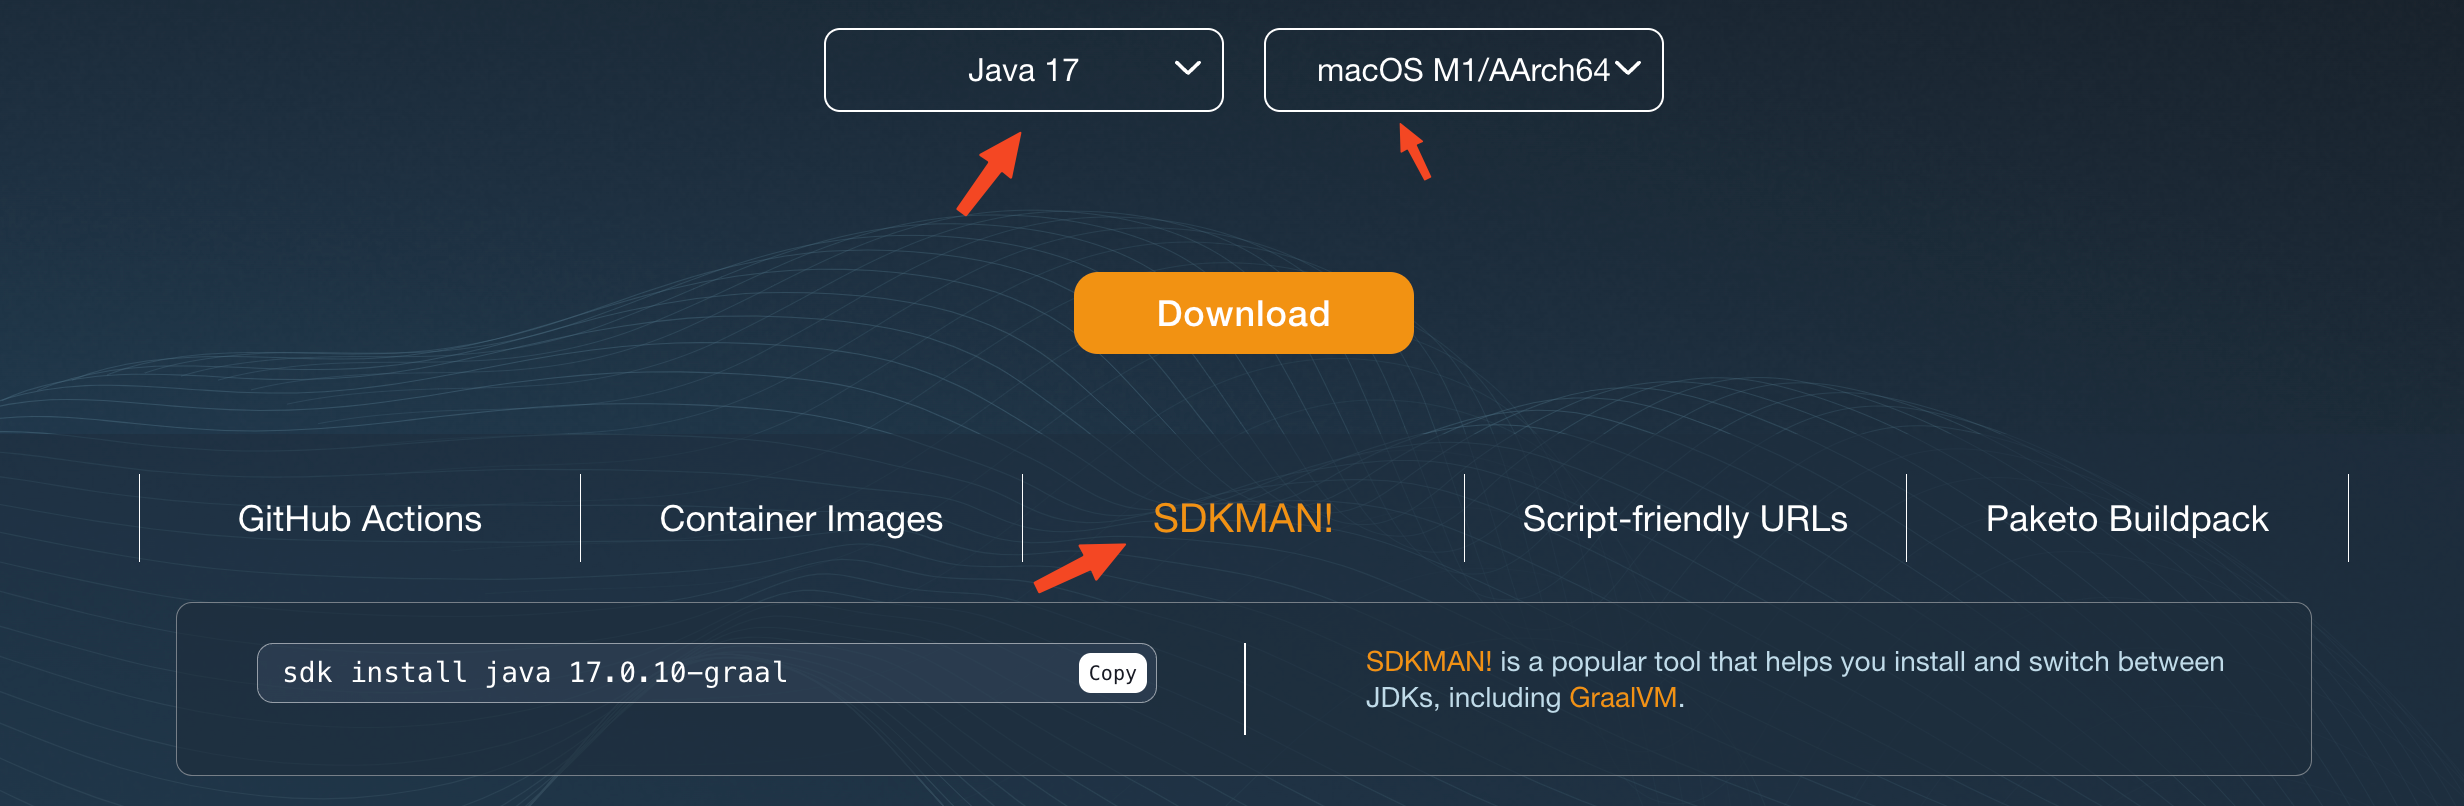 Java 17
macOS M1/AArch64
Download
GitHub Actions
Container Images
SDKMAN!
Script-friendly URLs
Paketo Buildpack
sdk install java 17.0.10-graal
Copy
SDKMAN! is a popular tool that helps you install and switch between
JDKs, including GraalVM.